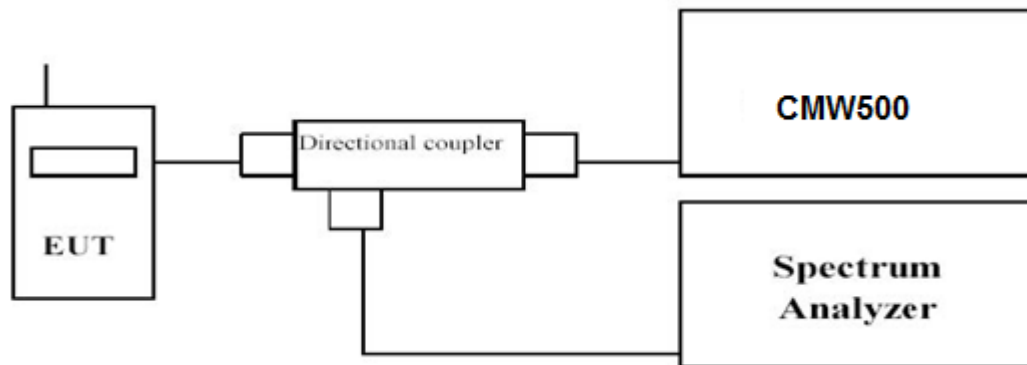 EUT
Directional coupler
CMW500
Spectrum
Analyzer